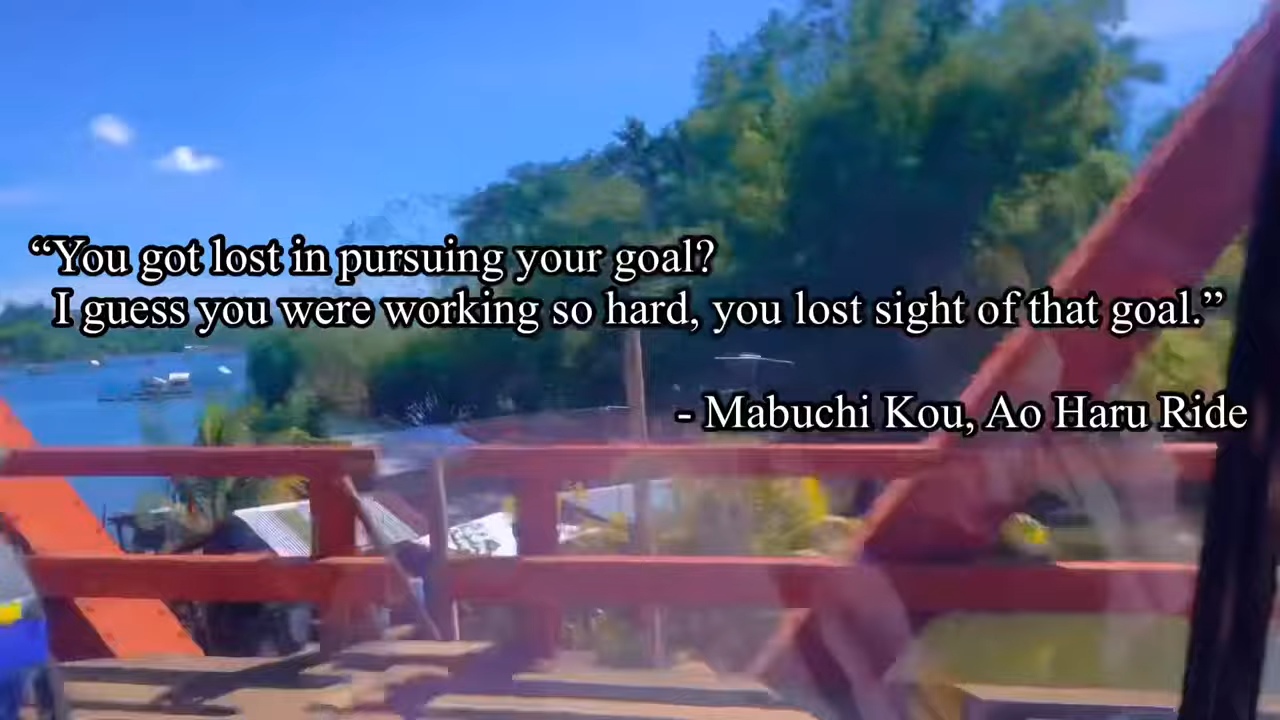 “You got lost in pursuing your goal?
I guess you were working so hard, you lost sight of that goal.”
- Mabuchi Kou, Ao Haru Ride